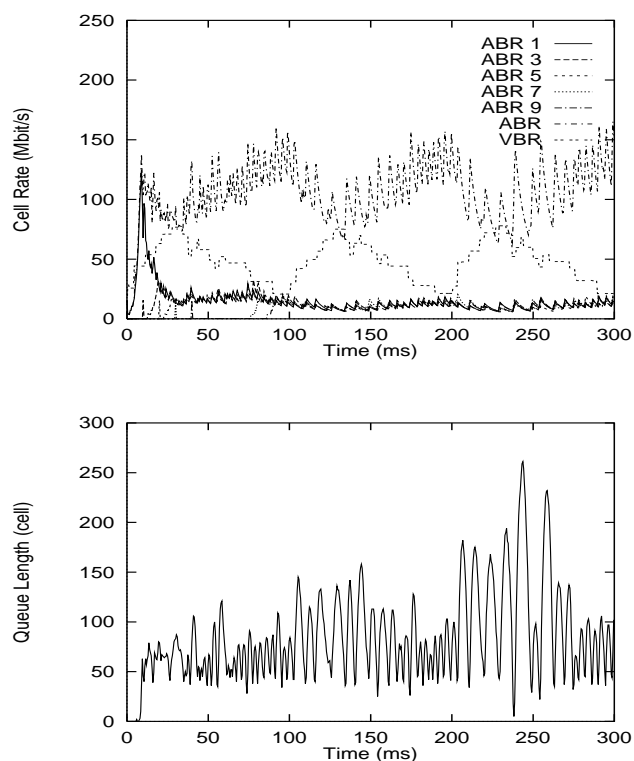 250
200
150
100
50
0
Cell Rate (Mbit/s)
ABR 1
ABR 3
ABR 5
ABR 7
ABR 9
ABR
VBR
0 50 100 150 200 250 300
Time (ms)
300
250
200
150
100
50
0
Queue Length (cell)
0 50 100 150 200 250 300
Time (ms)